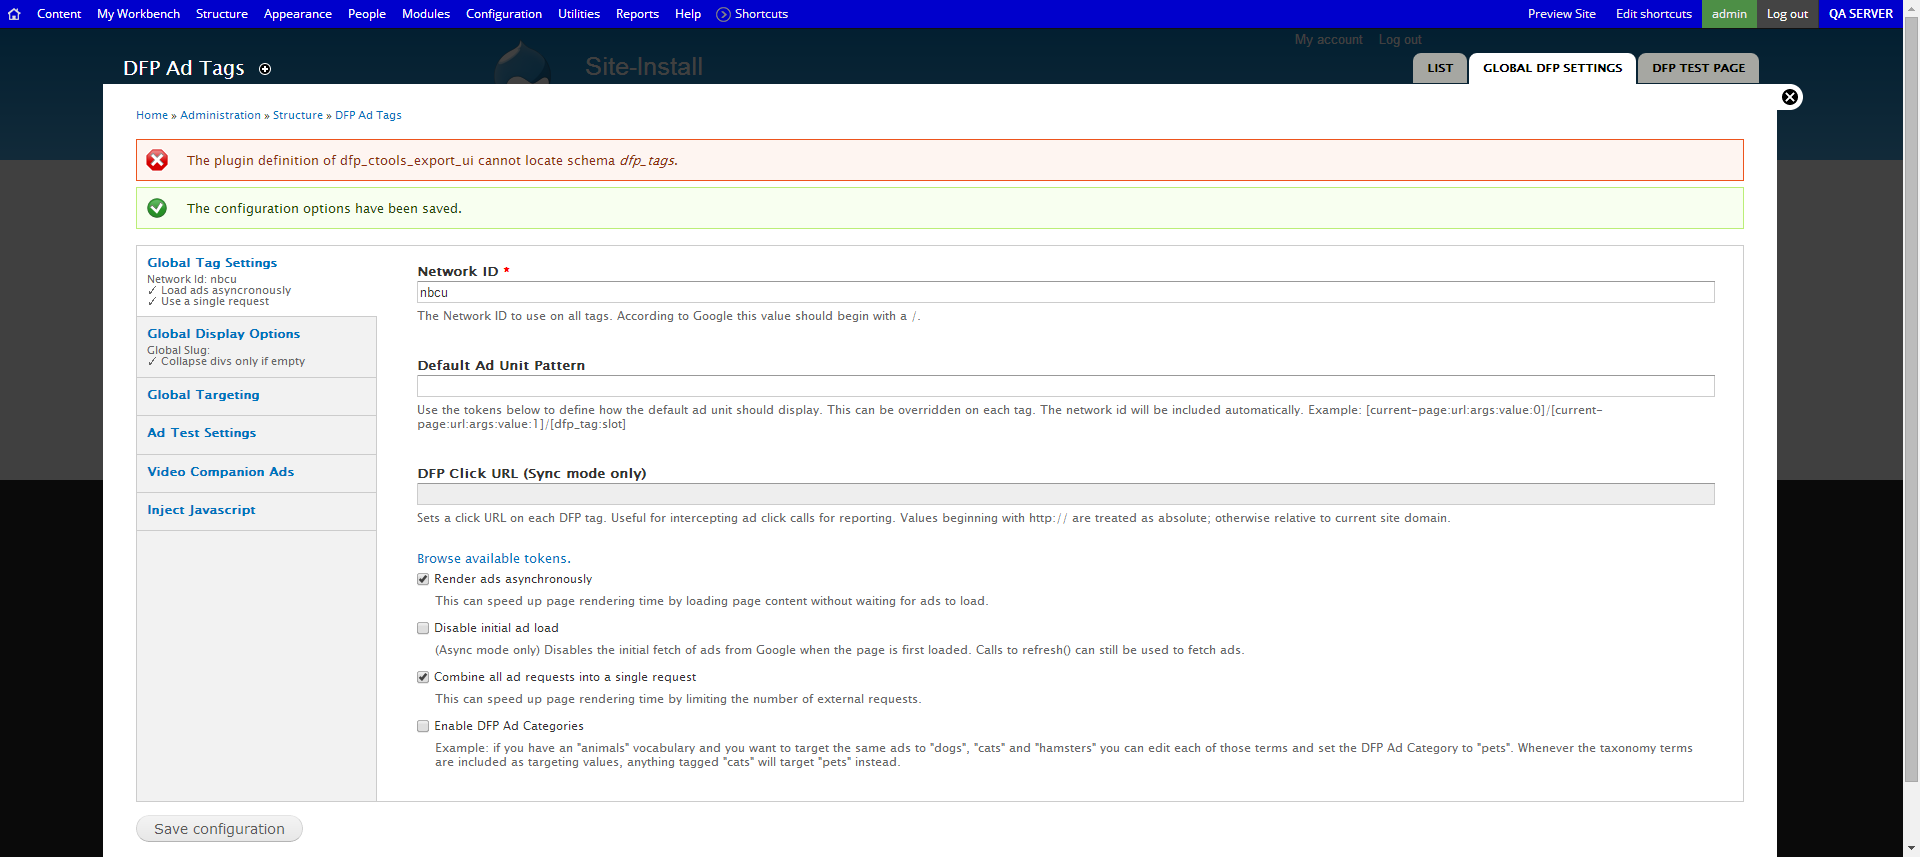 Content My Workbench Structure Appearance People Modules Configuration Utilities Reports Help Shortcuts Preview Site Edit shortcuts admin Log out QA SERVER
My account Log out
DFP Ad Tags Site-Install LIST GLOBAL DFP SETTINGS DFP TEST PAGE
Home » Administration » Structure » DFP Ad Tags
The plugin definition of dfp_ctools_export_ui cannot locate schema dfp_tags.
The configuration options have been saved.
Global Tag Settings
Network Id: nbcu
✓ Load ads asyncronously
✓ Use a single request
Global Display Options
Global Slug:
✓ Collapse divs only if empty
Global Targeting
Ad Test Settings
Video Companion Ads
Inject Javascript
Network ID *
nbcu
The Network ID to use on all tags. According to Google this value should begin with a /.
Default Ad Unit Pattern
Use the tokens below to define how the default ad unit should display. This can be overridden on each tag. The network id will be included automatically. Example: [current-page:url:args:value:0]/[current-
page:url:args:value:1]/[dfp_tag:slot]
DFP Click URL (Sync mode only)
Sets a click URL on each DFP tag. Useful for intercepting ad click calls for reporting. Values beginning with http:// are treated as absolute; otherwise relative to current site domain.
Browse available tokens.
Render ads asynchronously
This can speed up page rendering time by loading page content without waiting for ads to load.
Disable initial ad load
(Async mode only) Disables the initial fetch of ads from Google when the page is first loaded. Calls to refresh() can still be used to fetch ads.
Combine all ad requests into a single request
This can speed up page rendering time by limiting the number of external requests.
Enable DFP Ad Categories
Example: if you have an "animals" vocabulary and you want to target the same ads to "dogs", "cats" and "hamsters" you can edit each of those terms and set the DFP Ad Category to "pets". Whenever the taxonomy terms
are included as targeting values, anything tagged "cats" will target "pets" instead.
Save configuration